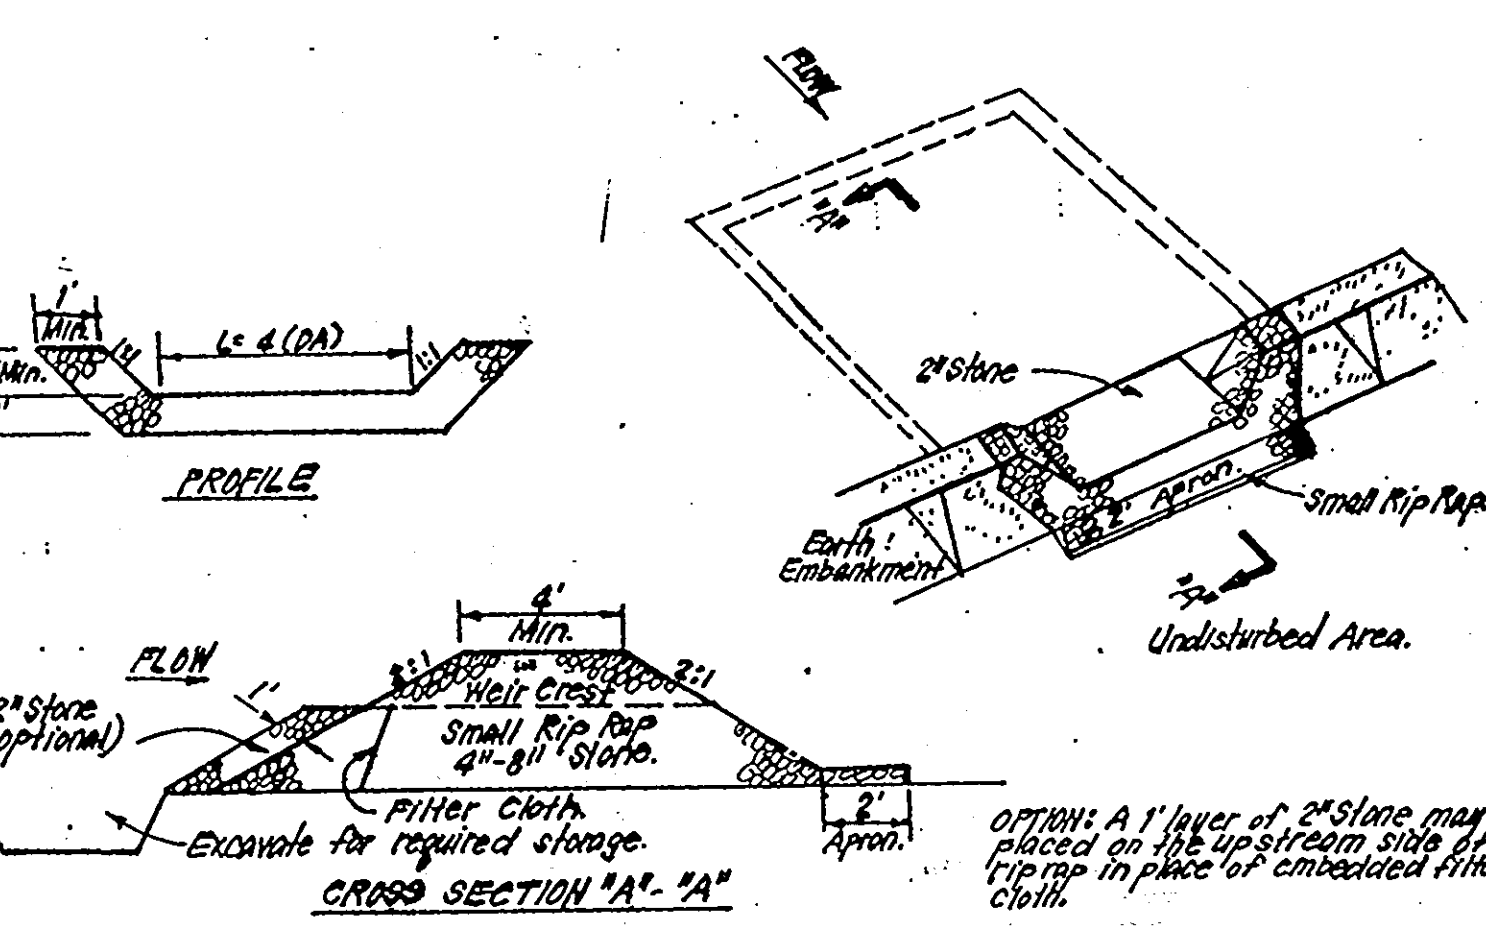 FLOW
"A"
1'
Min.
1:1
L= 4 (DA)
1:1
Min.
PROFILE
2" Stone
2' Apron.
Small Rip Rap
Earth
Embankment
"A"
Undisturbed Area.
FLOW
4'
Min.
2:1
1'
Weir Crest
2" Stone
optional)
Small Rip Rap
4"-8" Stone.
Filter Cloth.
Excavate for required storage.
2'
Apron.
CROSS SECTION "A"- "A"
OPTION: A 1' layer of 2" Stone may
placed on the upstream side of
rip rap in place of embedded filt
cloth.